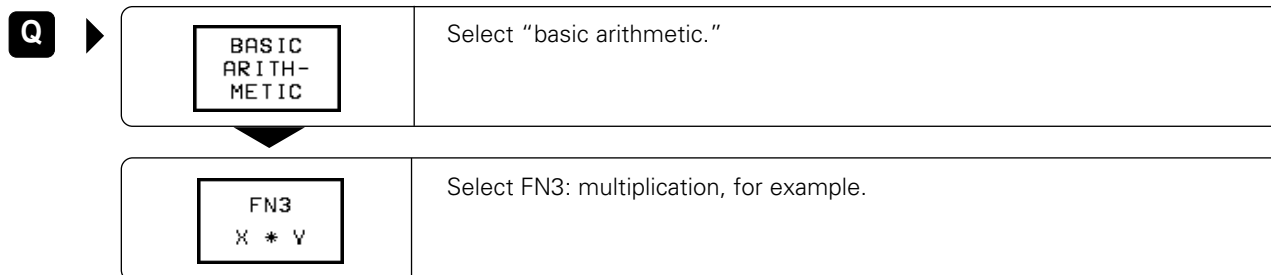 Q
BASIC
ARITH-
METIC
Select “basic arithmetic.”
FN3
X * Y
Select FN3: multiplication, for example.